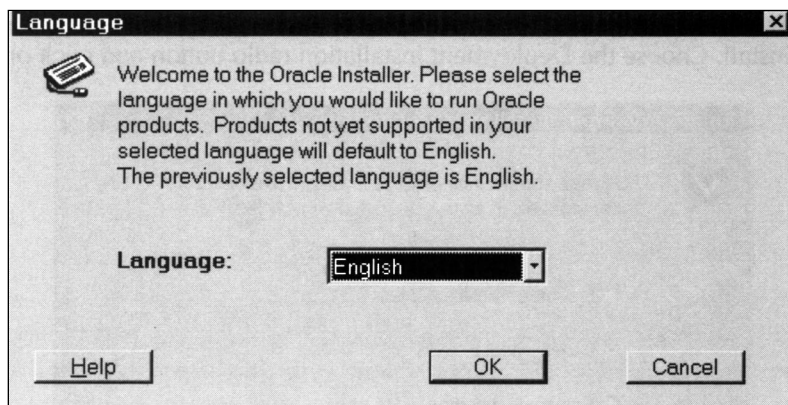 Language
Welcome to the Oracle Installer. Please select the
language in which you would like to run Oracle
products. Products not yet supported in your
selected language will default to English.
The previously selected language is English.
Language:
English
Help
OK
Cancel